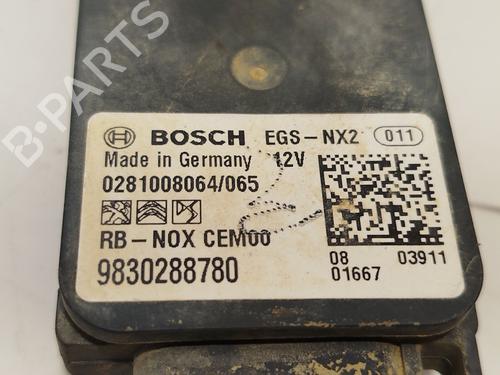 BOSCH EGS-NX2 011
Made in Germany 12V
0281008064/065
RB-NOX CEM00
9830288780
08 03911
01667
B-PARTS